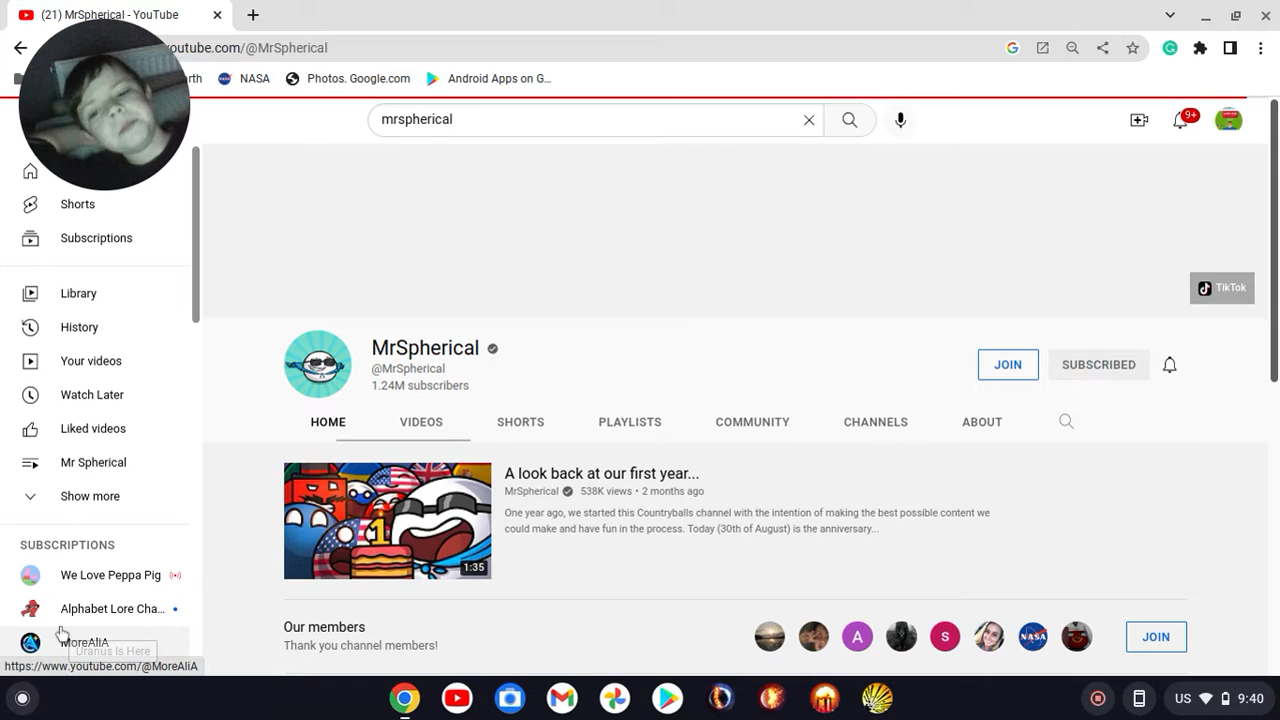 (21) MrSpherical - YouTube
youtube.com/@MrSpherical
NASA
Photos. Google.com
Android Apps on G...
mrspherical
9+
Shorts
Subscriptions
Library
History
Your videos
Watch Later
Liked videos
Mr Spherical
Show more
SUBSCRIPTIONS
We Love Peppa Pig
Alphabet Lore Cha...
MoreAliA
Uranus Is Here
https://www.youtube.com/@MoreAliA
TikTok
MrSpherical
@MrSpherical
1.24M subscribers
JOIN
SUBSCRIBED
HOME
VIDEOS
SHORTS
PLAYLISTS
COMMUNITY
CHANNELS
ABOUT
A look back at our first year...
MrSpherical 538K views • 2 months ago
One year ago, we started this Countryballs channel with the intention of making the best possible content we
could make and have fun in the process. Today (30th of August) is the anniversary...
1
1:35
Our members
Thank you channel members!
A
S
NASA
JOIN
US
9:40